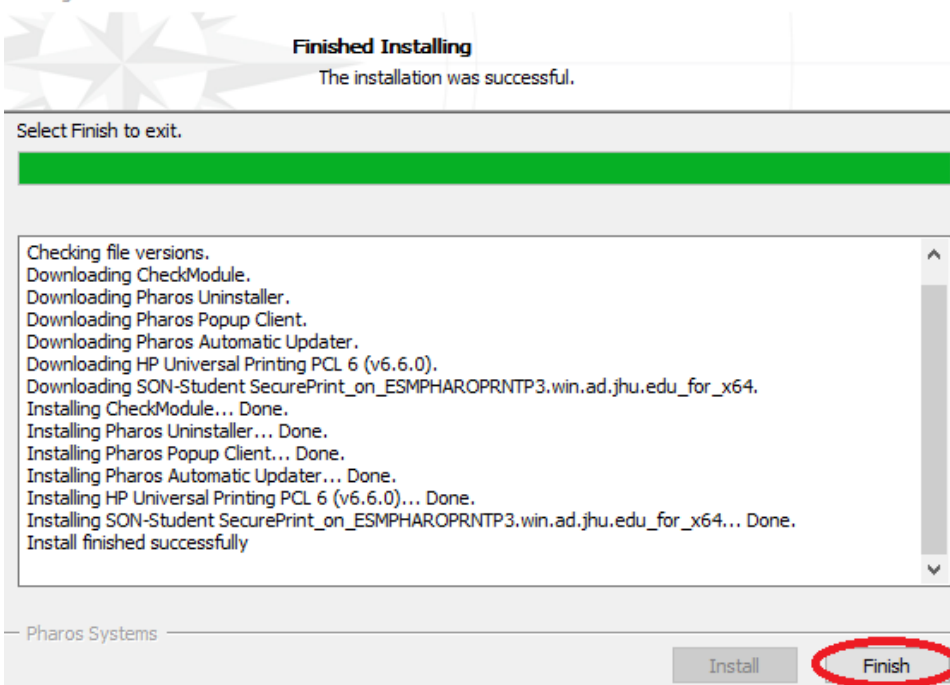 Finished Installing
The installation was successful.
Select Finish to exit.
Checking file versions.
Downloading CheckModule.
Downloading Pharos Uninstaller.
Downloading Pharos Popup Client.
Downloading Pharos Automatic Updater.
Downloading HP Universal Printing PCL 6 (v6.6.0).
Downloading SON-Student SecurePrint_on_ESMPHAROPRNTP3.win.ad.jhu.edu_for_x64.
Installing CheckModule... Done.
Installing Pharos Uninstaller... Done.
Installing Pharos Popup Client... Done.
Installing Pharos Automatic Updater... Done.
Installing HP Universal Printing PCL 6 (v6.6.0)... Done.
Installing SON-Student SecurePrint_on_ESMPHAROPRNTP3.win.ad.jhu.edu_for_x64... Done.
Install finished successfully
Pharos Systems
Install Finish